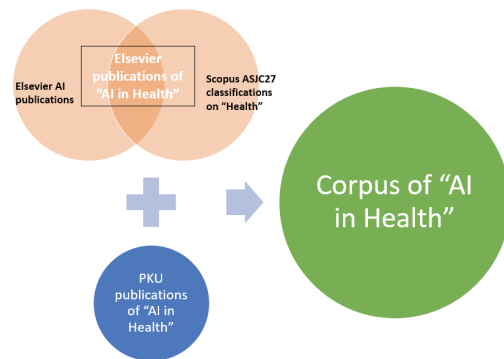 Elsevier
publications of
"AI in Health"
Elsevier AI
publications
Scopus ASJC27
classifications
on “Health”
PKU
publications
of “AI in
Health”
Corpus of “AI
in Health”